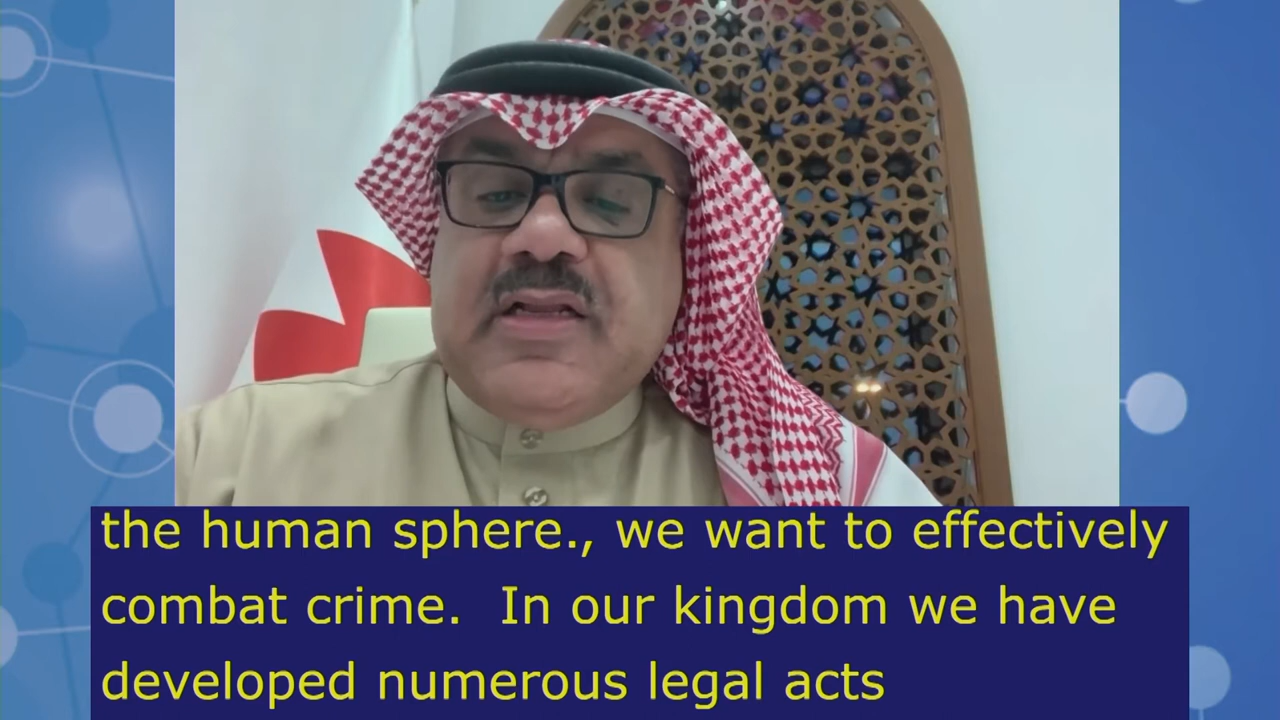 the human sphere., we want to effectively
combat crime.  In our kingdom we have
developed numerous legal acts